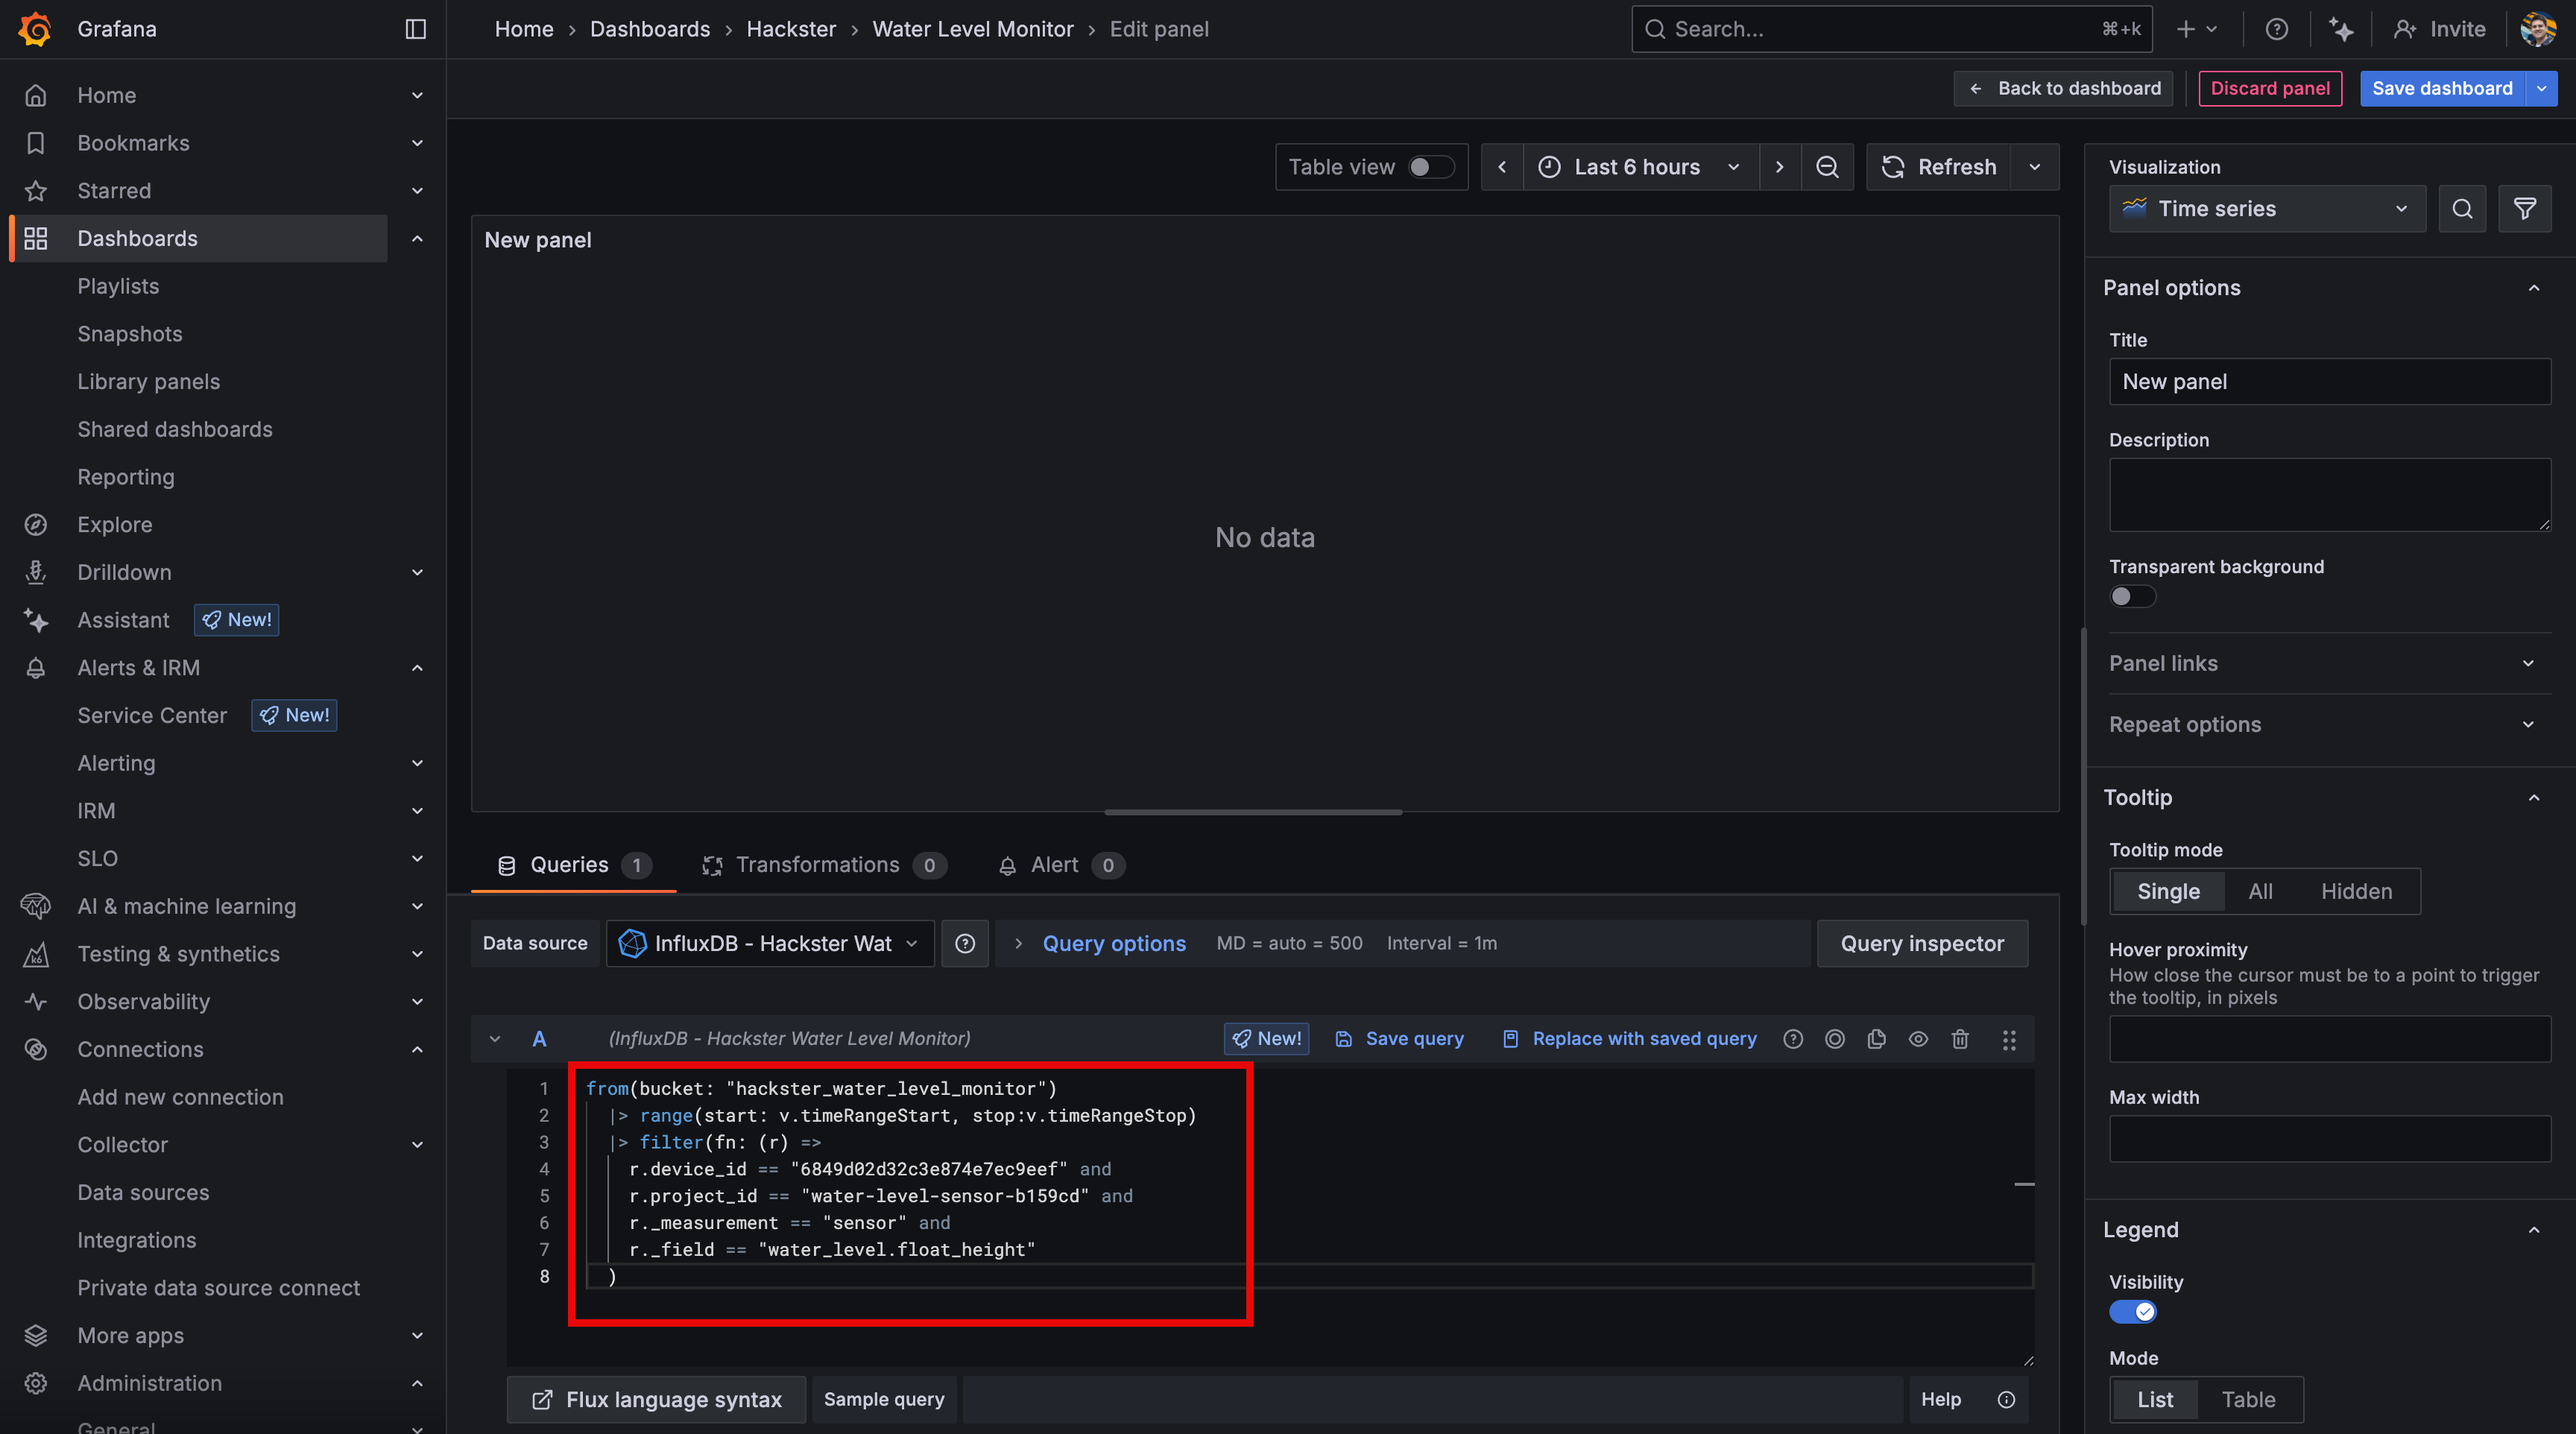 Grafana
Home › Dashboards › Hackster › Water Level Monitor › Edit panel
Search... ⌘+k
Invite
Back to dashboard
Discard panel
Save dashboard
Home
Bookmarks
Starred
Dashboards
Playlists
Snapshots
Library panels
Shared dashboards
Reporting
Explore
Drilldown
Assistant New!
Alerts & IRM
Service Center New!
Alerting
IRM
SLO
AI & machine learning
Testing & synthetics
Observability
Connections
Add new connection
Collector
Data sources
Integrations
Private data source connect
More apps
Administration
General
Table view
Last 6 hours
Refresh
New panel
No data
Queries 1
Transformations 0
Alert 0
Data source
InfluxDB - Hackster Wat
Query options MD = auto = 500 Interval = 1m
Query inspector
A (InfluxDB - Hackster Water Level Monitor)
New! Save query Replace with saved query
1 from(bucket: "hackster_water_level_monitor")
2 |> range(start: v.timeRangeStart, stop:v.timeRangeStop)
3 |> filter(fn: (r) =>
4 r.device_id == "6849d02d32c3e874e7ec9eef" and
5 r.project_id == "water-level-sensor-b159cd" and
6 r._measurement == "sensor" and
7 r._field == "water_level.float_height"
8 )
Flux language syntax
Sample query
Help
Visualization
Time series
Panel options
Title
New panel
Description
Transparent background
Panel links
Repeat options
Tooltip
Tooltip mode
Single All Hidden
Hover proximity
How close the cursor must be to a point to trigger
the tooltip, in pixels
Max width
Legend
Visibility
Mode
List Table